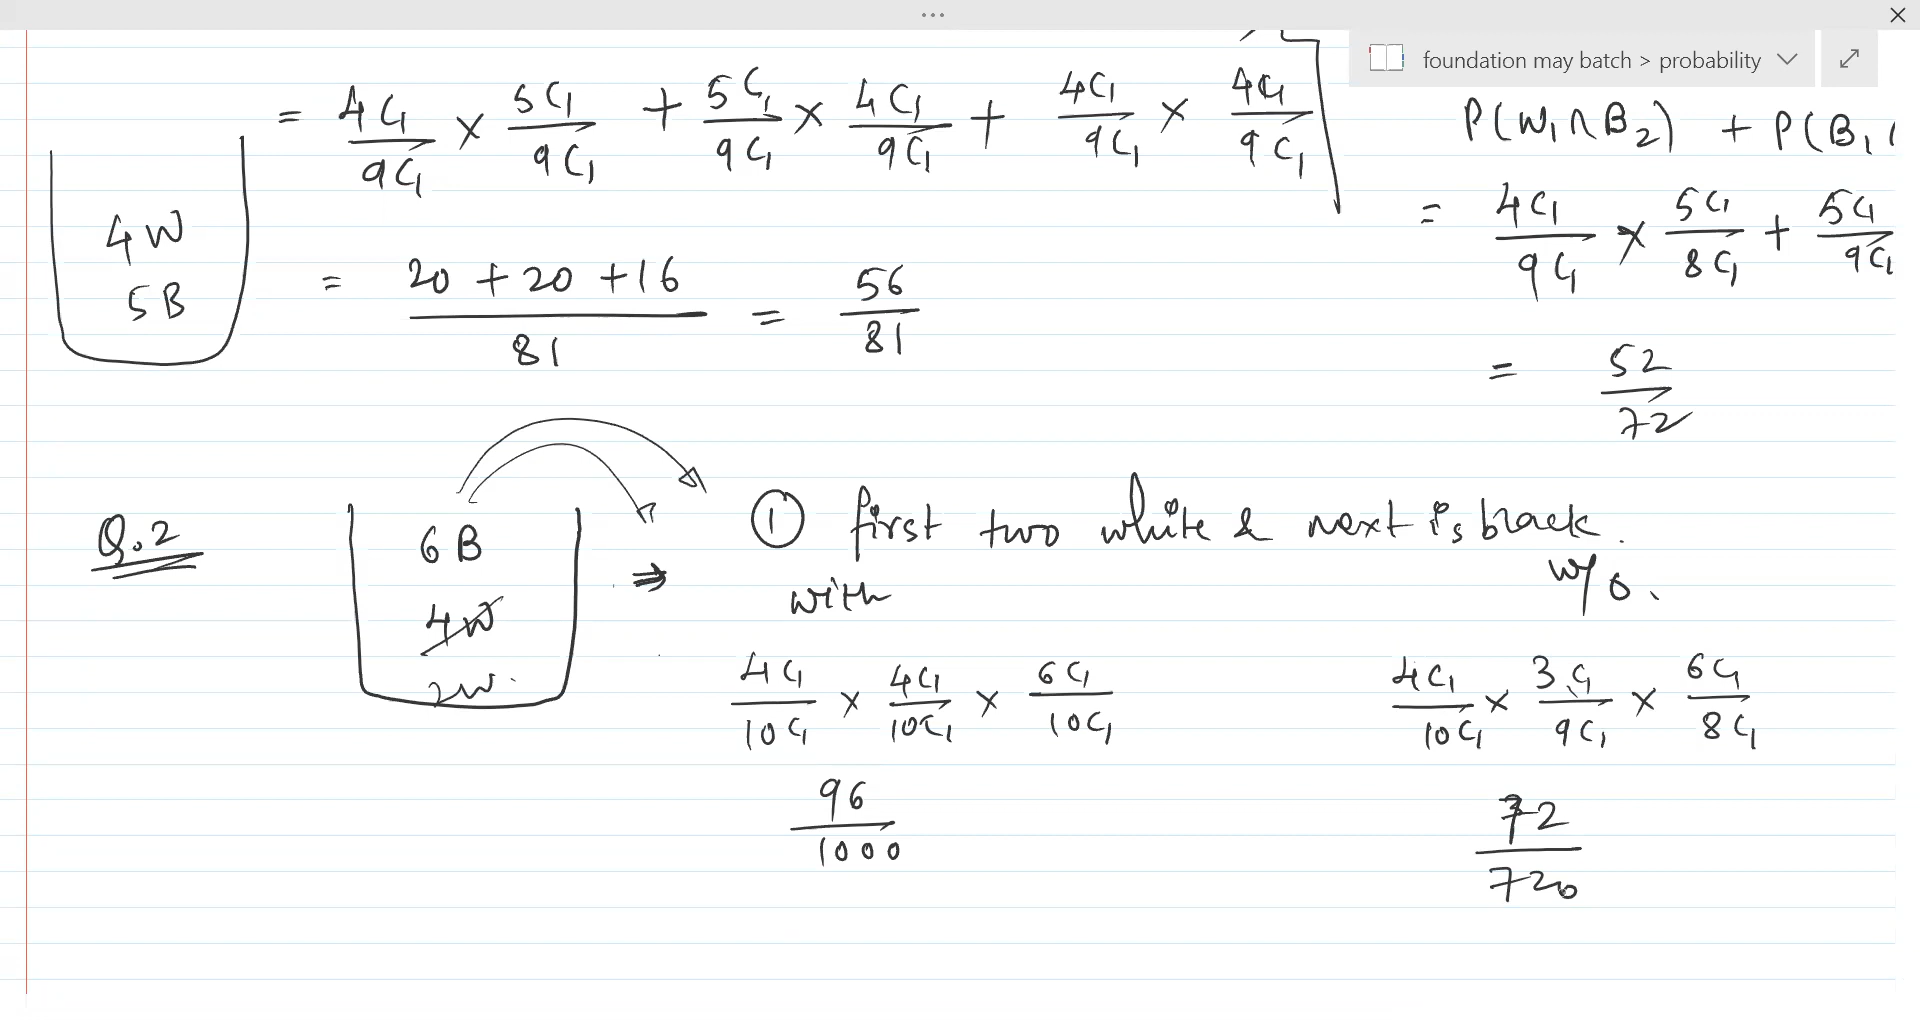 foundation may batch > probability
= 4C₁/9C₁ × 5C₁/9C₁ + 5C₁/9C₁ × 4C₁/9C₁ + 4C₁/9C₁ × 4C₁/9C₁
P(W₁∩B₂) + P(B₁
4W
5B
= 4C₁/9C₁ × 5C₁/8C₁ + 5C₁/9C₁
= 20 + 20 + 16 / 81 = 56/81
= 52/72
Q.2
6B
4W
2W.
⇒ ① first two white & next is black.
with
w/o.
4C₁/10C₁ × 4C₁/10C₁ × 6C₁/10C₁
4C₁/10C₁ × 3C₁/9C₁ × 6C₁/8C₁
96/1000
72/720